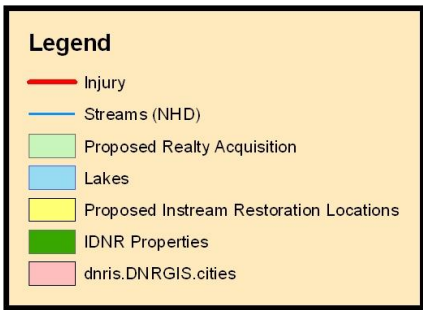 Legend
Injury
Streams (NHD)
Proposed Realty Acquisition
Lakes
Proposed Instream Restoration Locations
IDNR Properties
dnris.DNRGIS.cities